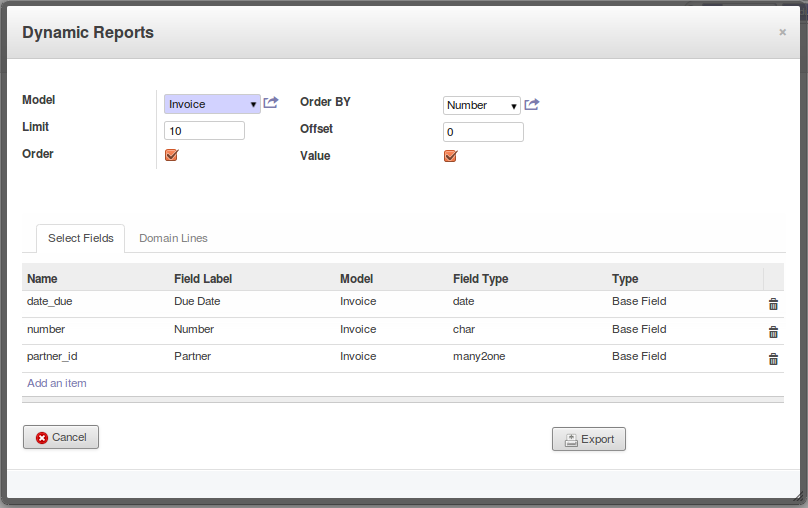 Dynamic Reports ×
Model Invoice Order BY Number
Limit 10 Offset 0
Order Value
Select Fields Domain Lines
Name Field Label Model Field Type Type
date_due Due Date Invoice date Base Field
number Number Invoice char Base Field
partner_id Partner Invoice many2one Base Field
Add an item
Cancel Export